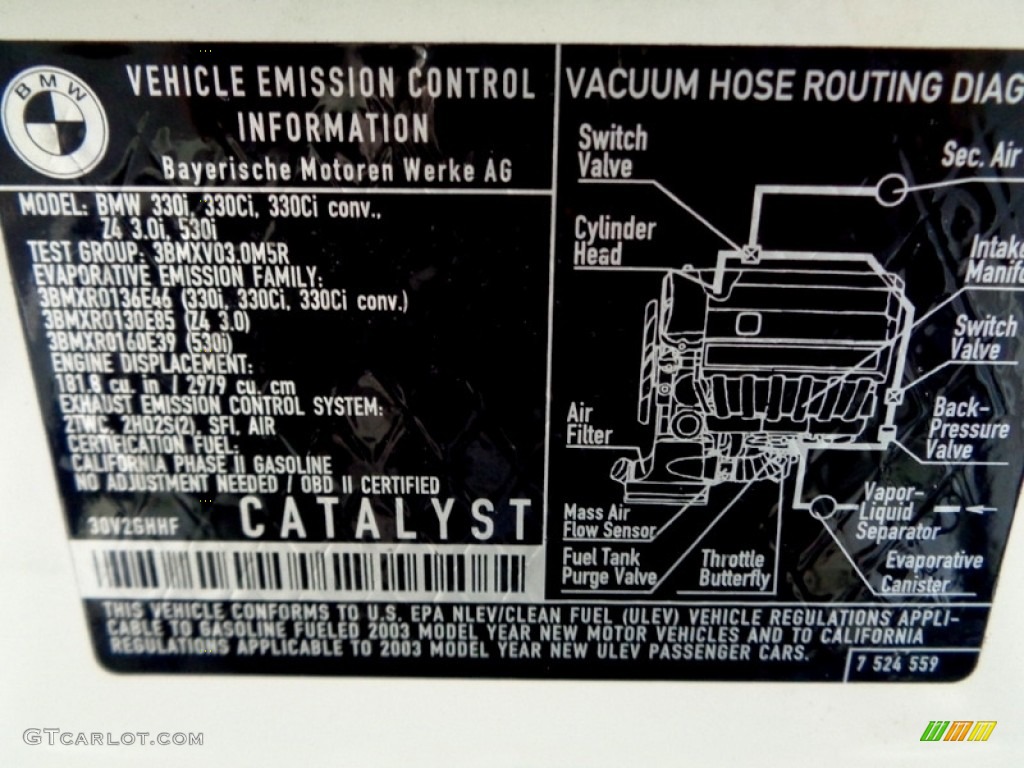 BMW
VEHICLE EMISSION CONTROL
INFORMATION
Bayerische Motoren Werke AG
MODEL: BMW 330i, 330Ci, 330Ci conv.,
Z4 3.0i, 530i
TEST GROUP: 3BMXV03.0M5R
EVAPORATIVE EMISSION FAMILY:
3BMXR0136E46 (330i, 330Ci, 330Ci conv.)
3BMXR0130E85 (Z4 3.0)
3BMXR0160E39 (530i)
ENGINE DISPLACEMENT:
181.8 cu. in / 2979 cu. cm
EXHAUST EMISSION CONTROL SYSTEM:
2TWC, 2HO2S(2), SFI, AIR
CERTIFICATION FUEL:
CALIFORNIA PHASE II GASOLINE
NO ADJUSTMENT NEEDED / OBD II CERTIFIED
30V2GHHF
CATALYST
VACUUM HOSE ROUTING DIAG
Switch
Valve
Sec. Air
Cylinder
Head
Intake
Manifo
Switch
Valve
Air
Filter
Back-
Pressure
Valve
Mass Air
Flow Sensor
Vapor-
Liquid
Separator
Fuel Tank
Purge Valve
Throttle
Butterfly
Evaporative
Canister
THIS VEHICLE CONFORMS TO U.S. EPA NLEV/CLEAN FUEL (ULEV) VEHICLE REGULATIONS APPLI-
CABLE TO GASOLINE FUELED 2003 MODEL YEAR NEW MOTOR VEHICLES AND TO CALIFORNIA
REGULATIONS APPLICABLE TO 2003 MODEL YEAR NEW ULEV PASSENGER CARS.
7 524 559
GTCARLOT.COM